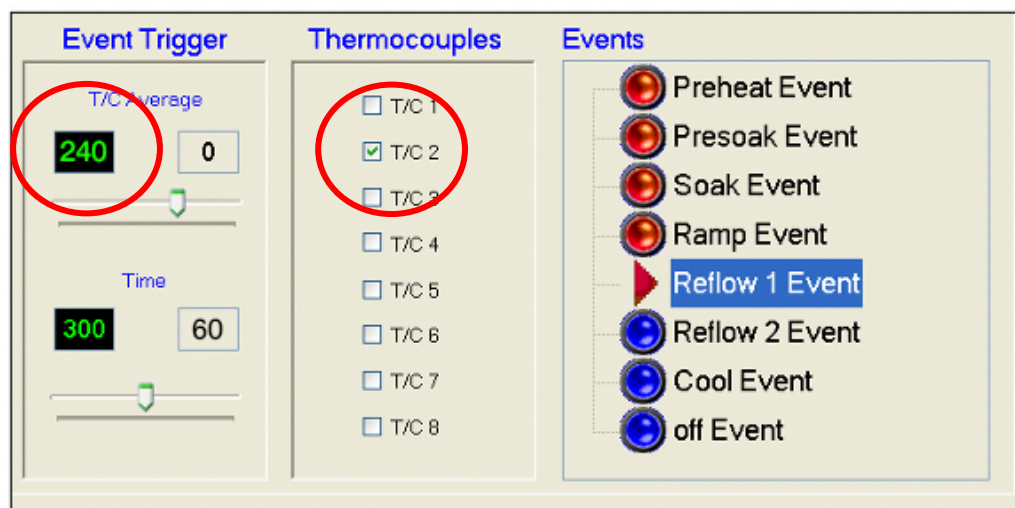 Event Trigger
T/C Average
240
0
Time
300
60
Thermocouples
T/C 1
T/C 2
T/C 3
T/C 4
T/C 5
T/C 6
T/C 7
T/C 8
Events
Preheat Event
Presoak Event
Soak Event
Ramp Event
Reflow 1 Event
Reflow 2 Event
Cool Event
off Event